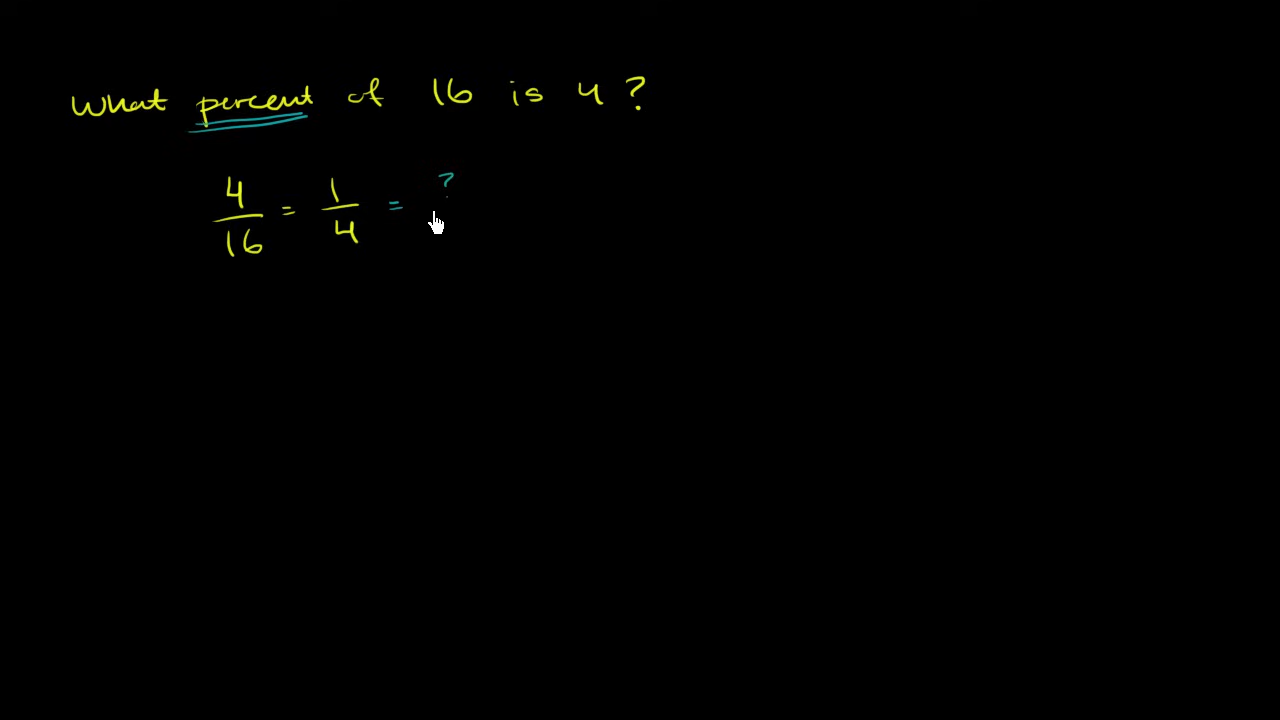 What percent of 16 is 4?
4/16 = 1/4 = ?